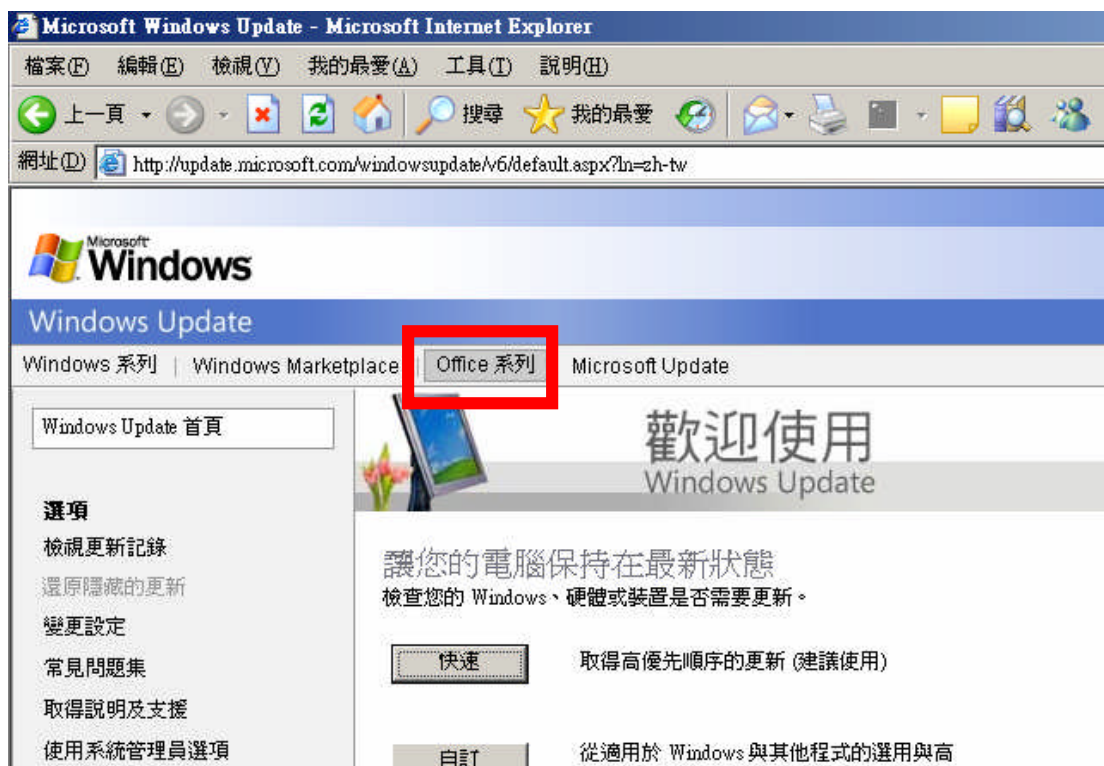 Microsoft Windows Update - Microsoft Internet Explorer
檔案(F) 編輯(E) 檢視(V) 我的最愛(A) 工具(T) 說明(H)
上一頁 搜尋 我的最愛
網址(D) http://update.microsoft.com/windowsupdate/v6/default.aspx?ln=zh-tw
Microsoft
Windows
Windows Update
Windows 系列 | Windows Marketplace | Office 系列 Microsoft Update
Windows Update 首頁
歡迎使用
Windows Update
選項
檢視更新記錄
還原隱藏的更新
變更設定
常見問題集
取得說明及支援
使用系統管理員選項
讓您的電腦保持在最新狀態
檢查您的 Windows、硬體或裝置是否需要更新。
快速 取得高優先順序的更新 (建議使用)
自訂 從適用於 Windows 與其他程式的選用與高